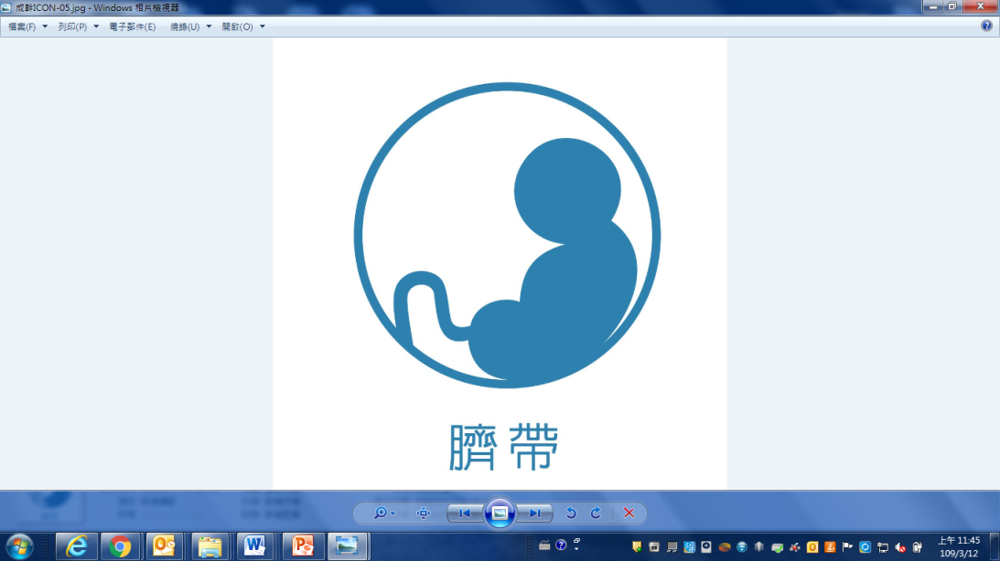 成幹ICON-05.jpg - Windows 相片檢視器
檔案(F) 列印(P) 電子郵件(E) 燒錄(U) 開啟(O)
臍帶
上午 11:45
109/3/12